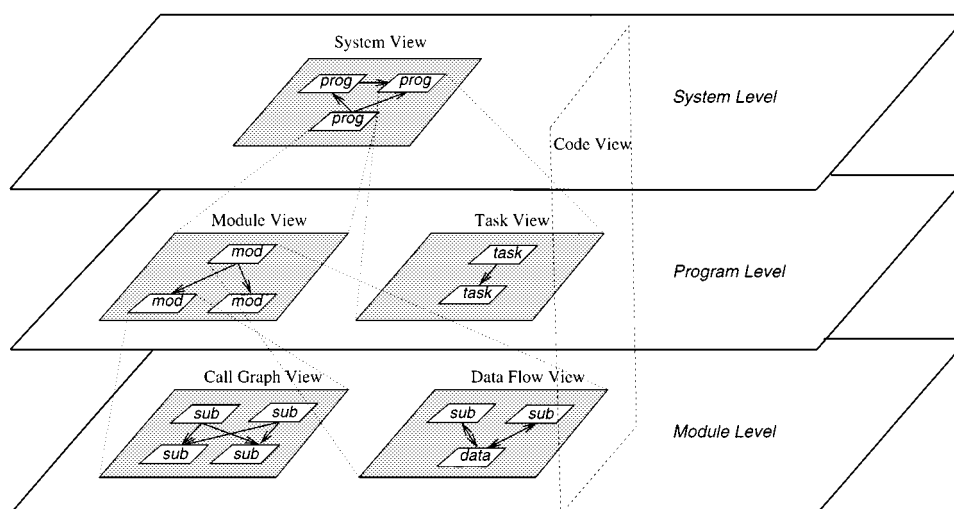 System View
prog
prog
prog
System Level
Code View
Module View
Task View
mod
mod
mod
task
task
Program Level
Call Graph View
Data Flow View
sub
sub
sub
sub
sub
sub
data
Module Level